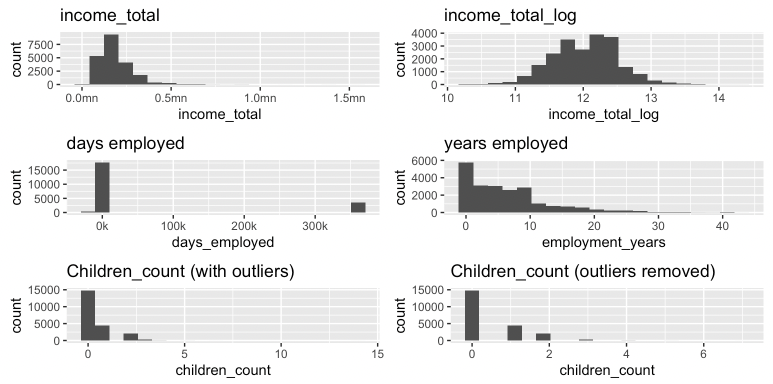 income_total
count
7500
5000
2500
0
0.0mn 0.5mn 1.0mn 1.5mn
income_total
income_total_log
count
4000
3000
2000
1000
0
10 11 12 13 14
income_total_log
days employed
count
15000
10000
5000
0
0k 100k 200k 300k
days_employed
years employed
count
6000
4000
2000
0
0 10 20 30 40
employment_years
Children_count (with outliers)
count
15000
10000
5000
0
0 5 10 15
children_count
Children_count (outliers removed)
count
15000
10000
5000
0
0 2 4 6
children_count